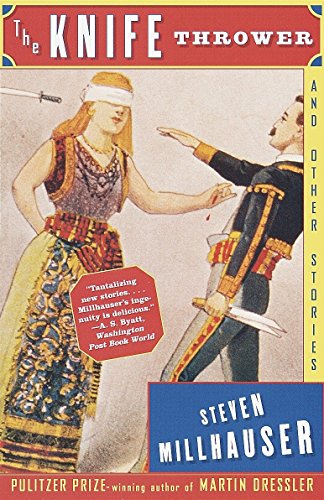 The KNIFE THROWER
AND OTHER STORIES
"Tantalizing
new stories. . . .
Millhauser's inge-
nuity is delicious."
—A. S. Byatt,
Washington
Post Book World
STEVEN
MILLHAUSER
PULITZER PRIZE-winning author of MARTIN DRESSLER